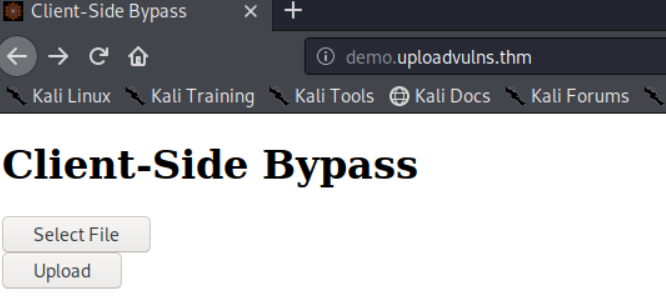 Client-Side Bypass
demo.uploadvulns.thm
Kali Linux Kali Training Kali Tools Kali Docs Kali Forums
Client-Side Bypass
Select File
Upload